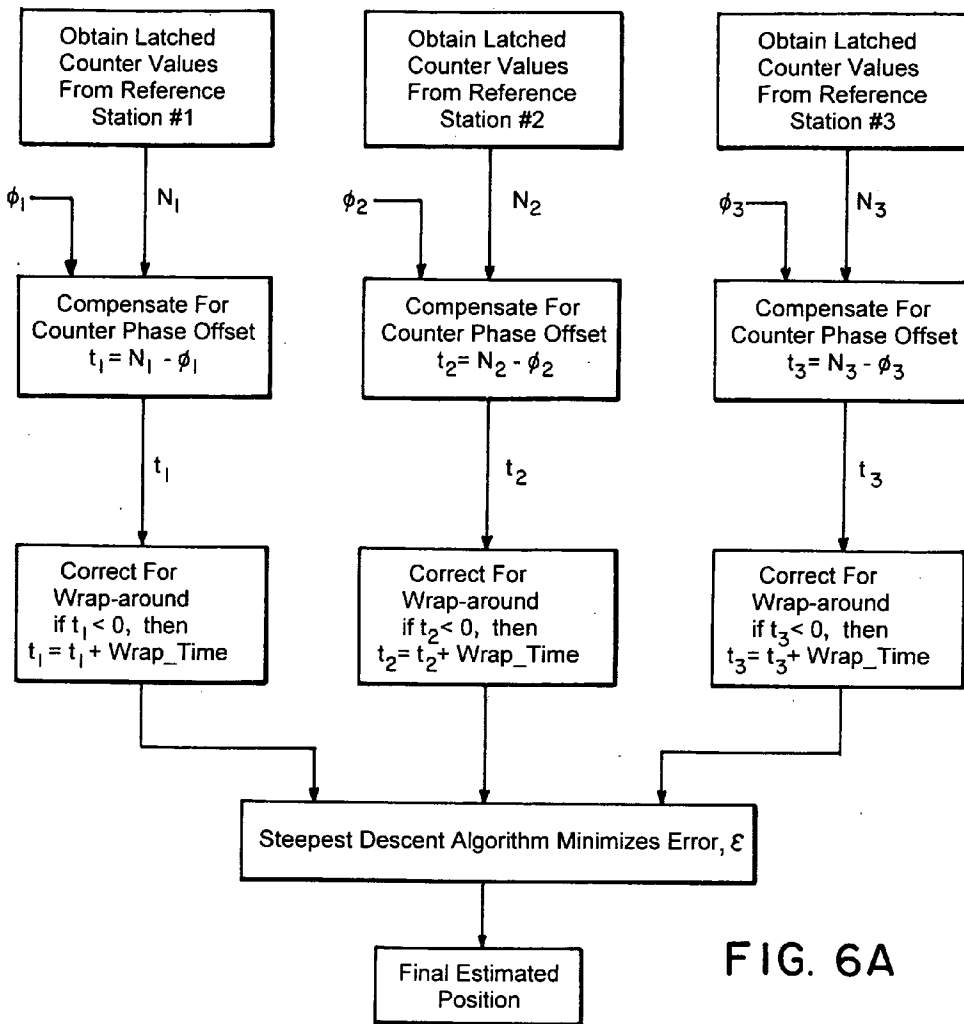 Obtain Latched
Counter Values
From Reference
Station #1
Obtain Latched
Counter Values
From Reference
Station #2
Obtain Latched
Counter Values
From Reference
Station #3
ϕ₁
N₁
ϕ₂
N₂
ϕ₃
N₃
Compensate For
Counter Phase Offset
t₁ = N₁ - ϕ₁
Compensate For
Counter Phase Offset
t₂= N₂ - ϕ₂
Compensate For
Counter Phase Offset
t₃= N₃ - ϕ₃
t₁
t₂
t₃
Correct For
Wrap-around
if t₁ < 0, then
t₁ = t₁ + Wrap_Time
Correct For
Wrap-around
if t₂ < 0, then
t₂= t₂+ Wrap_Time
Correct For
Wrap-around
if t₃< 0, then
t₃= t₃+ Wrap_Time
Steepest Descent Algorithm Minimizes Error, ε
Final Estimated
Position
FIG. 6A